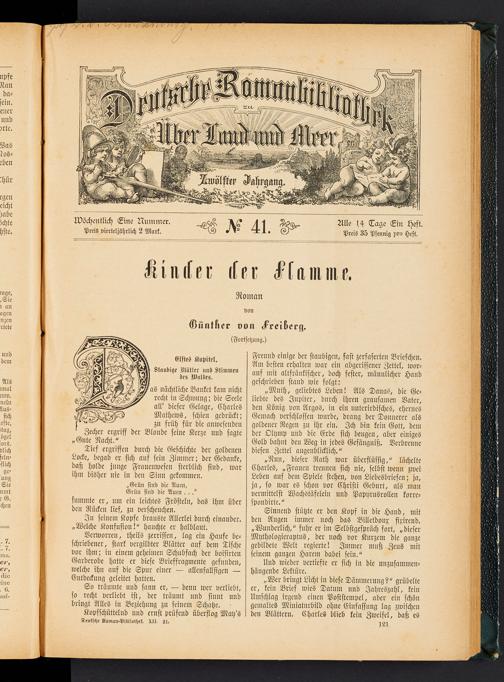 Deutsche Romanbibliothek
zu
Über Land und Meer
Zwölfter Jahrgang.
Wöchentlich Eine Nummer.
Preis vierteljährlich 2 Mark.
№ 41.
Alle 14 Tage Ein Heft.
Preis 35 Pfennig pro Heft.
Kinder der Flamme.
Roman
von
Günther von Freiberg.
(Fortsetzung.)
Elftes Kapitel.
Staubige Blätter und Stimmen
des Waldes.
Das nächtliche Banket kam nicht
recht in Schwung; die Seele
all' dieser Gelage, Charles
Matthews, schien gedrückt;
zu früh für die anwesenden
Zecher ergriff der Blonde seine Kerze und sagte
„Gute Nacht.“
Tief ergriffen durch die Geschichte der goldenen
Locke, begab er sich auf sein Zimmer; der Gedanke,
daß holde junge Frauenwesen sterblich sind, war
ihm bisher nie in den Sinn gekommen.
„Grün sind die Auen,
Grün sind die Auen . . .“
summte er, um ein leichtes Frösteln, das ihm über
den Rücken lief, zu verscheuchen.
In seinem Kopfe brauste Allerlei durch einander.
„Welche Konfusion!“ hauchte er halblaut.
Verworren, theils zerrissen, lag ein Haufe be-
schriebener, stark vergilbter Blätter auf dem Tische
vor ihm; in einem geheimen Schubfach der boisirten
Garderobe hatte er diese Brieffragmente gefunden,
welche ihn auf die Spur einer — allenfallsigen —
Entdeckung geleitet hatten.
So träumte und sann er, — denn wer verliebt,
so recht verliebt ist, der träumt und sinnt und
bringt Alles in Beziehung zu seinem Schatze.
Kopfschüttelnd und ernst prüfend überflog May's
Deutsche Roman-Bibliothek. XII. 21.
Freund einige der staubigen, fast zerfaserten Briefchen.
Am besten erhalten war ein abgerissener Zettel, wor-
auf mit altfränkischer, doch fester, männlicher Hand
geschrieben stand wie folgt:
„Muth, geliebtes Leben! Als Danae, die Ge-
liebte des Jupiter, durch ihren grausamen Vater,
den König von Argos, in ein unterirdisches, ehernes
Gemach verschlossen wurde, drang der Donnerer als
goldener Regen zu ihr ein. Ich bin kein Gott, dem
der Olymp und die Erde sich beugen, aber einiges
Gold bahnt den Weg in jedes Gefängniß. Verbrenne
diesen Zettel augenblicklich.“
„Nun, dieser Rath war überflüssig,“ lächelte
Charles, „Frauen trennen sich nie, selbst wenn zwei
Leben auf dem Spiele stehen, von Liebesbriefen; ja,
ja, so war es schon vor Christi Geburt, als man
vermittelst Wachstäfelein und Papyrusrollen korre-
spondirte.“
Sinnend stützte er den Kopf in die Hand, mit
den Augen immer noch das Billetdoux fixirend.
„Wunderlich,“ fuhr er im Selbstgespräch fort, „dieser
Mythologieraptus, der noch vor Kurzem die ganze
gebildete Welt regierte! Immer muß Zeus mit
seinem ganzen Harem dabei sein.“
Und wieder vertiefte er sich in die unzusammen-
hängende Lektüre.
„Wer bringt Licht in diese Dämmerung?“ grübelte
er, kein Brief wies Datum und Jahreszahl, kein
Umschlag irgend einen Poststempel, aber ein schön
gemaltes Miniaturbild ohne Einfassung lag zwischen
den Blättern. Charles blieb kein Zweifel, daß es
121